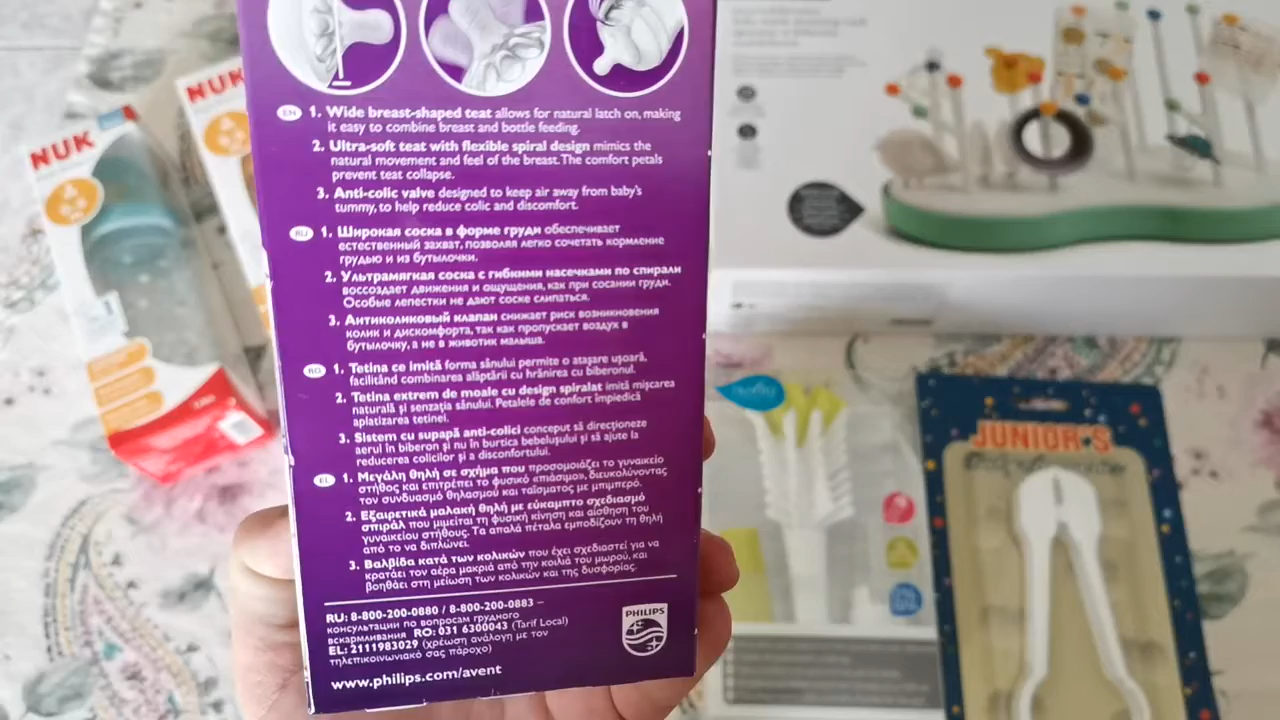 NUK
NUK
EN 1. Wide breast-shaped teat allows for natural latch on, making
it easy to combine breast and bottle feeding.
2. Ultra-soft teat with flexible spiral design mimics the
natural movement and feel of the breast. The comfort petals
prevent teat collapse.
3. Anti-colic valve designed to keep air away from baby's
tummy, to help reduce colic and discomfort.
RU 1. Широкая соска в форме груди обеспечивает
естественный захват, позволяя легко сочетать кормление
грудью и из бутылочки.
2. Ультрамягкая соска с гибкими насечками по спирали
воссоздает движения и ощущения, как при сосании груди.
Особые лепестки не дают соске слипаться.
3. Антиколиковый клапан снижает риск возникновения
колик и дискомфорта, так как пропускает воздух в
бутылочку, а не в животик малыша.
RO 1. Tetina ce imită forma sânului permite o atașare ușoară,
facilitând combinarea alăptării cu hrănirea cu biberonul.
2. Tetina extrem de moale cu design spiralat imită mișcarea
naturală și senzația sânului. Petalele de confort împiedică
aplatizarea tetinei.
3. Sistem cu supapă anti-colici conceput să direcționeze
aerul în biberon și nu în burtica bebelușului și să ajute la
reducerea colicilor și a disconfortului.
EL 1. Μεγάλη θηλή σε σχήμα που προσομοιάζει το γυναικείο
στήθος και επιτρέπει το φυσικό «πιάσιμο», διευκολύνοντας
τον συνδυασμό θηλασμού και ταΐσματος με μπιμπερό.
2. Εξαιρετικά μαλακή θηλή με εύκαμπτο σχεδιασμό
σπιράλ που μιμείται τη φυσική κίνηση και αίσθηση του
γυναικείου στήθους. Τα απαλά πέταλα εμποδίζουν τη θηλή
από το να διπλώνει.
3. Βαλβίδα κατά των κολικών που έχει σχεδιαστεί για να
κρατάει τον αέρα μακριά από την κοιλιά του μωρού, και
βοηθάει στη μείωση των κολικών και της δυσφορίας.
RU: 8-800-200-0880 / 8-800-200-0883 –
консультации по вопросам грудного
вскармливания RO: 031 6300043 (Tarif Local)
EL: 2111983029 (χρέωση ανάλογη με τον
τηλεπικοινωνιακό σας πάροχο)
www.philips.com/avent
PHILIPS
JUNIOR'S